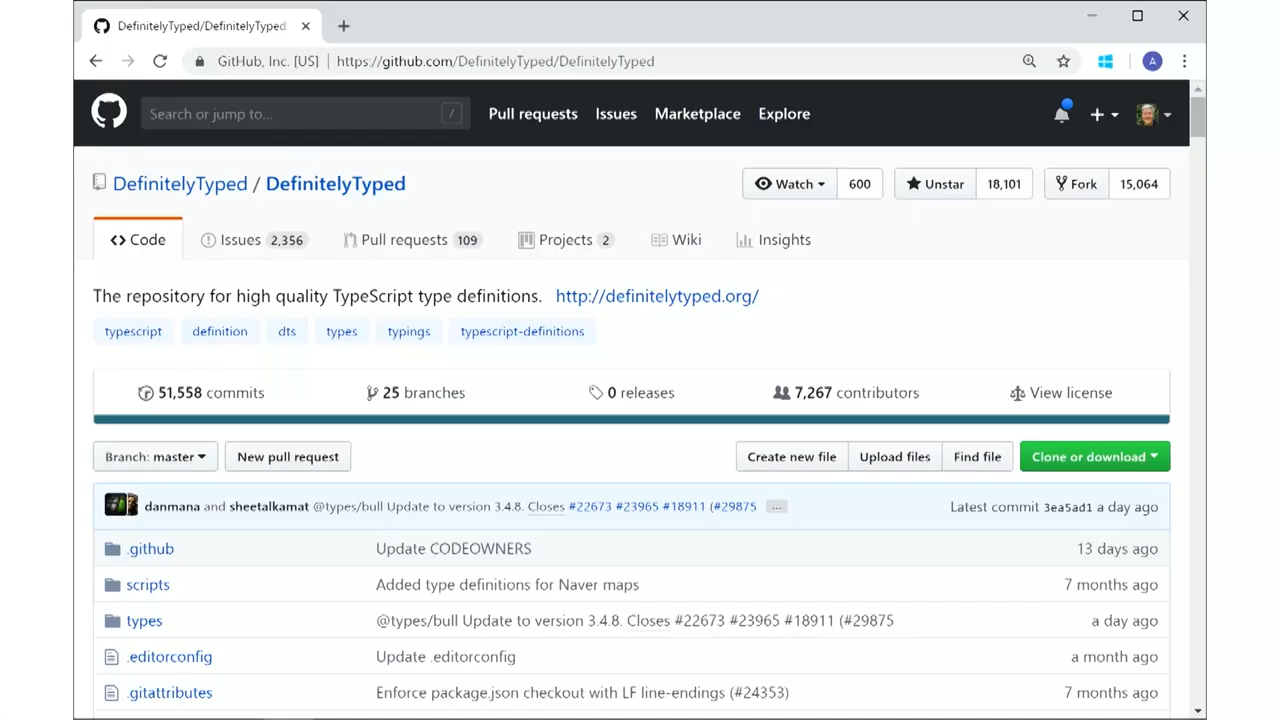 DefinitelyTyped/DefinitelyTyped
GitHub, Inc. [US] | https://github.com/DefinitelyTyped/DefinitelyTyped
A
Search or jump to... /
Pull requests Issues Marketplace Explore
DefinitelyTyped / DefinitelyTyped
Watch 600 Unstar 18,101 Fork 15,064
Code Issues 2,356 Pull requests 109 Projects 2 Wiki Insights
The repository for high quality TypeScript type definitions. http://definitelytyped.org/
typescript definition dts types typings typescript-definitions
51,558 commits 25 branches 0 releases 7,267 contributors View license
Branch: master New pull request Create new file Upload files Find file Clone or download
danmana and sheetalkamat @types/bull Update to version 3.4.8. Closes #22673 #23965 #18911 (#29875 ... Latest commit 3ea5ad1 a day ago
.github Update CODEOWNERS 13 days ago
scripts Added type definitions for Naver maps 7 months ago
types @types/bull Update to version 3.4.8. Closes #22673 #23965 #18911 (#29875 a day ago
.editorconfig Update .editorconfig a month ago
.gitattributes Enforce package.json checkout with LF line-endings (#24353) 7 months ago